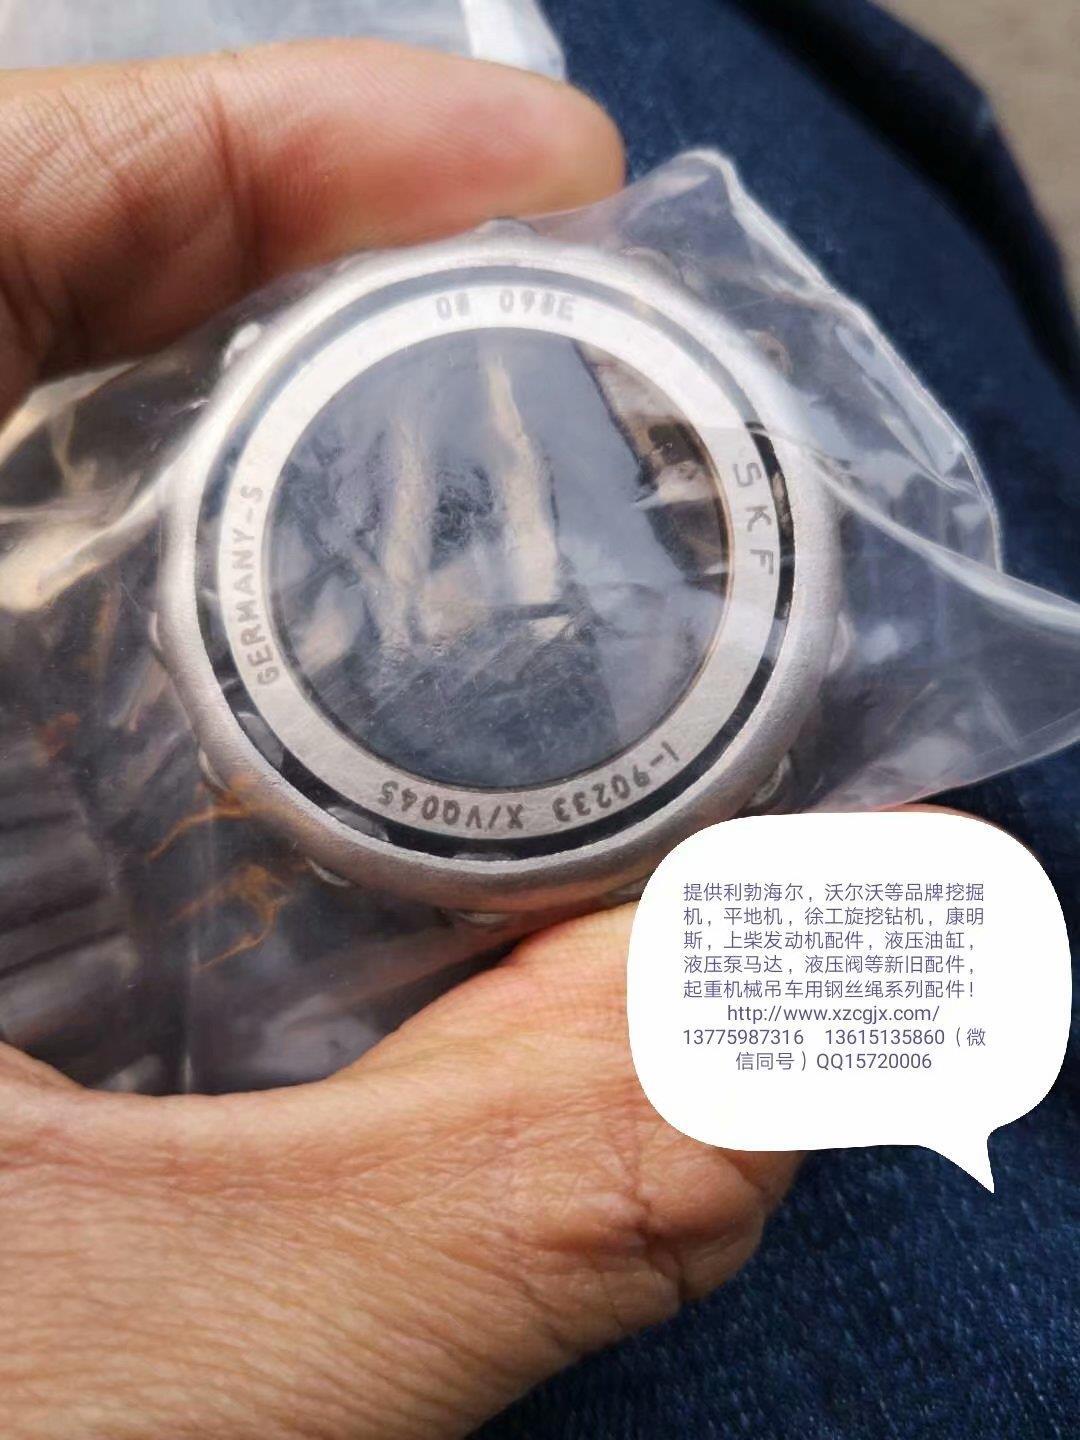 08 098E
SKF
I-90233 X/VQ045
GERMANY-S
提供利勃海尔，沃尔沃等品牌挖掘
机，平地机，徐工旋挖钻机，康明
斯，上柴发动机配件，液压油缸，
液压泵马达，液压阀等新旧配件，
起重机械吊车用钢丝绳系列配件！
http://www.xzcgjx.com/
13775987316 13615135860（微
信同号）QQ15720006